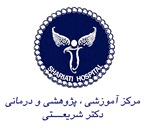 SHARIATI HOSPITAL
مرکز آموزشی ، پژوهشی و درمانی
دکتر شریعتی